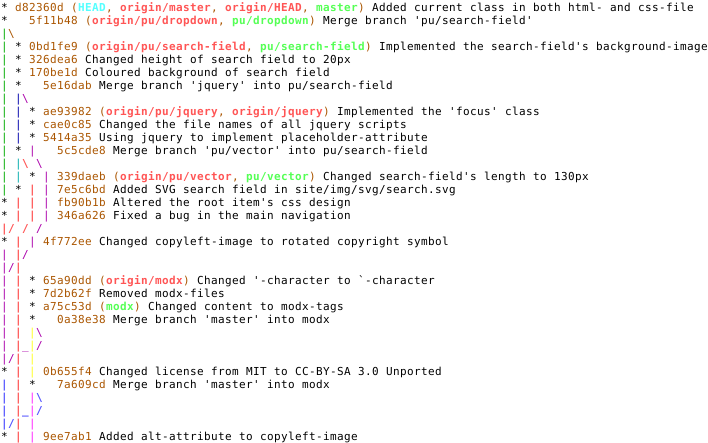 * d82360d (HEAD, origin/master, origin/HEAD, master) Added current class in both html- and css-file
*   5f11b48 (origin/pu/dropdown, pu/dropdown) Merge branch 'pu/search-field'
|\
| * 0bd1fe9 (origin/pu/search-field, pu/search-field) Implemented the search-field's background-image
| * 326dea6 Changed height of search field to 20px
| * 170be1d Coloured background of search field
| *   5e16dab Merge branch 'jquery' into pu/search-field
| |\
| | * ae93982 (origin/pu/jquery, origin/jquery) Implemented the 'focus' class
| | * cae0c85 Changed the file names of all jquery scripts
| | * 5414a35 Using jquery to implement placeholder-attribute
| * |   5c5cde8 Merge branch 'pu/vector' into pu/search-field
| |\ \
| | * | 339daeb (origin/pu/vector, pu/vector) Changed search-field's length to 130px
| * | | 7e5c6bd Added SVG search field in site/img/svg/search.svg
* | | | fb90b1b Altered the root item's css design
* | | | 346a626 Fixed a bug in the main navigation
|/ / /
* | | 4f772ee Changed copyleft-image to rotated copyright symbol
| |/
|/|
| | * 65a90dd (origin/modx) Changed '-character to `-character
| | * 7d2b62f Removed modx-files
| | * a75c53d (modx) Changed content to modx-tags
| | *   0a38e38 Merge branch 'master' into modx
| | |\
| |_|/
|/| |
* | | 0b655f4 Changed license from MIT to CC-BY-SA 3.0 Unported
| | *   7a609cd Merge branch 'master' into modx
| | |\
| |_|/
|/| |
* | | 9ee7ab1 Added alt-attribute to copyleft-image